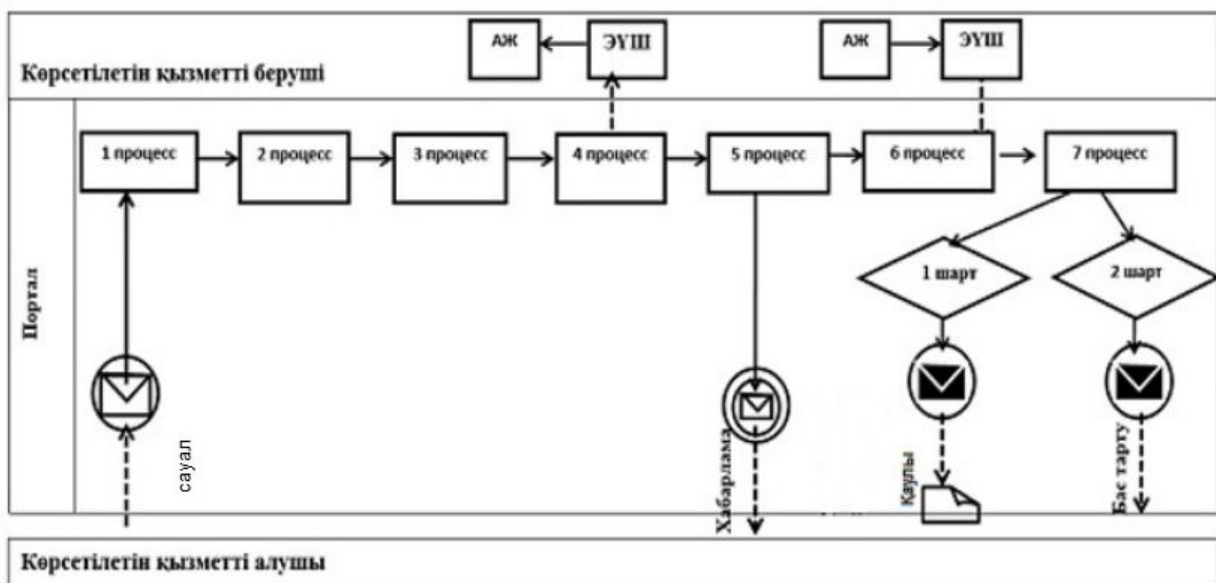 АЖ
ЭҮШ
АЖ
ЭҮШ
Көрсетілетін қызметті беруші
1 процесс
2 процесс
3 процесс
4 процесс
5 процесс
6 процесс
7 процесс
1 шарт
2 шарт
Портал
сауал
Хабарлама
Қаулы
Бас тарту
Көрсетілетін қызметті алушы